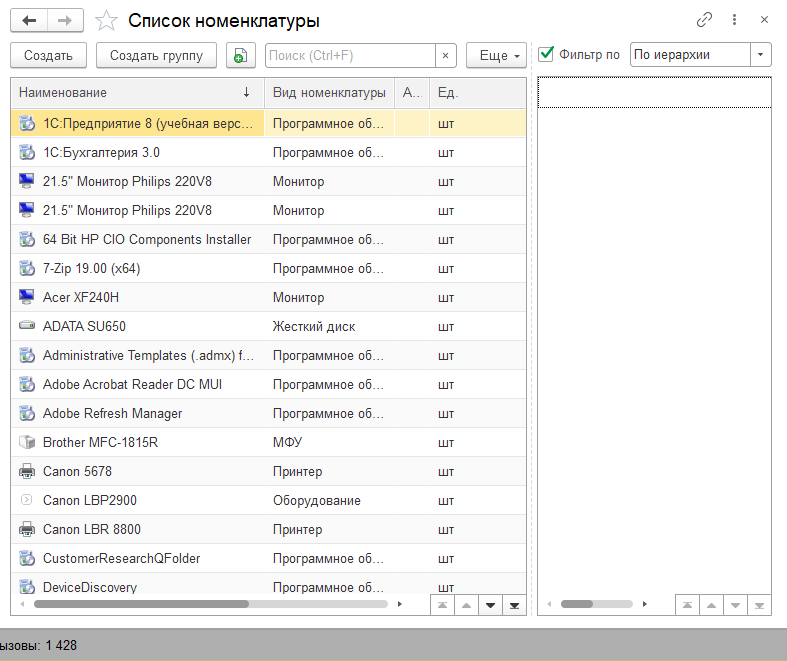 Список номенклатуры
Создать Создать группу Поиск (Ctrl+F) × Еще Фильтр по По иерархии
Наименование ↓ Вид номенклатуры А... Ед.
1С:Предприятие 8 (учебная верс... Программное об... шт
1С:Бухгалтерия 3.0 Программное об... шт
21.5" Монитор Philips 220V8 Монитор шт
21.5" Монитор Philips 220V8 Монитор шт
64 Bit HP CIO Components Installer Программное об... шт
7-Zip 19.00 (x64) Программное об... шт
Acer XF240H Монитор шт
ADATA SU650 Жесткий диск шт
Administrative Templates (.admx) f... Программное об... шт
Adobe Acrobat Reader DC MUI Программное об... шт
Adobe Refresh Manager Программное об... шт
Brother MFC-1815R МФУ шт
Canon 5678 Принтер шт
Canon LBP2900 Оборудование шт
Canon LBR 8800 Принтер шт
CustomerResearchQFolder Программное об... шт
DeviceDiscovery Программное об... шт
ызовы: 1 428